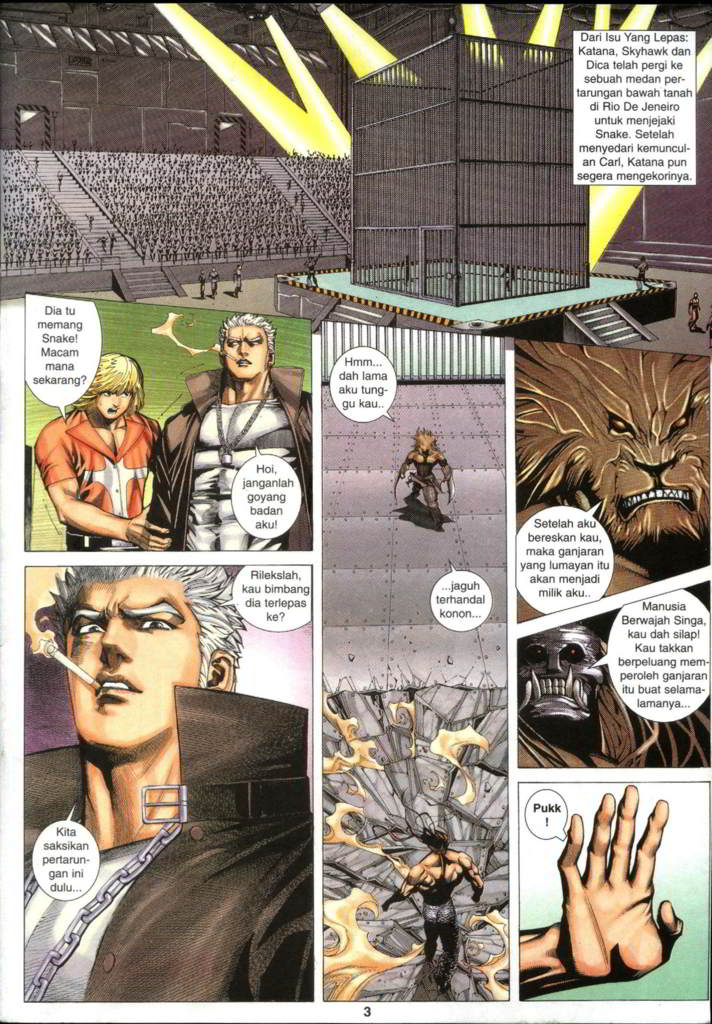 Dari Isu Yang Lepas:
Katana, Skyhawk dan
Dica telah pergi ke
sebuah medan per-
tarungan bawah tanah
di Rio De Jeneiro
untuk menjejaki
Snake. Setelah
menyedari kemuncul-
an Carl, Katana pun
segera mengekorinya.
Dia tu
memang
Snake!
Macam
mana
sekarang?
Hoi,
janganlah
goyang
badan
aku!
Rilekslah,
kau bimbang
dia terlepas
ke?
Kita
saksikan
pertarun-
gan ini
dulu...
Hmm...
dah lama
aku tung-
gu kau..
...jaguh
terhandal
konon...
Setelah aku
bereskan kau,
maka ganjaran
yang lumayan itu
akan menjadi
milik aku..
Manusia
Berwajah Singa,
kau dah silap!
Kau takkan
berpeluang mem-
peroleh ganjaran
itu buat selama-
lamanya...
Pukk
!
3